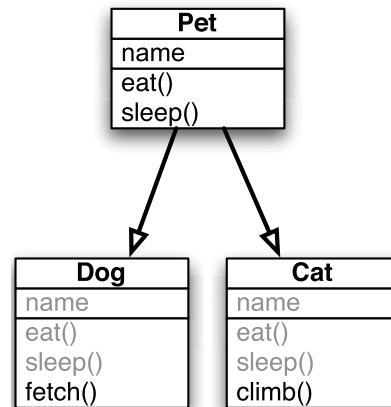 Pet
name
eat()
sleep()
Dog
name
eat()
sleep()
fetch()
Cat
name
eat()
sleep()
climb()